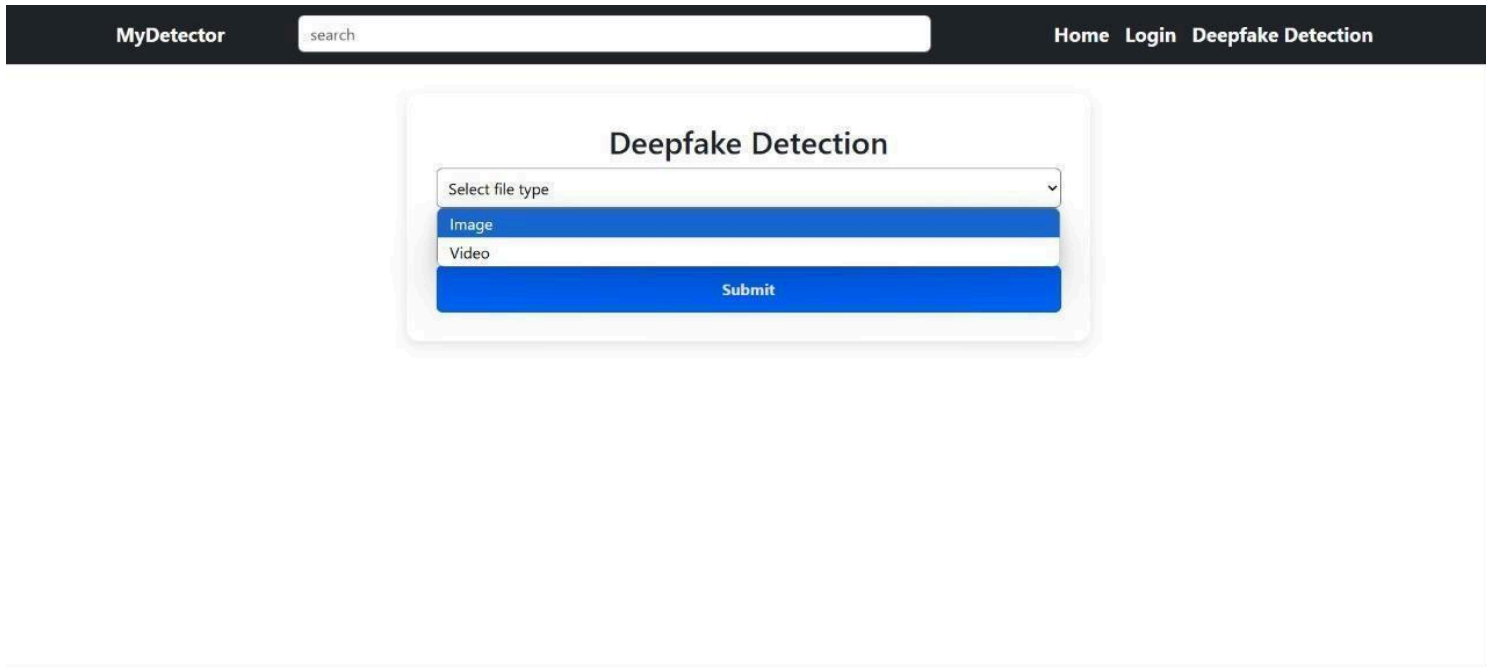 MyDetector search Home Login Deepfake Detection
Deepfake Detection
Select file type
Image
Video
Submit